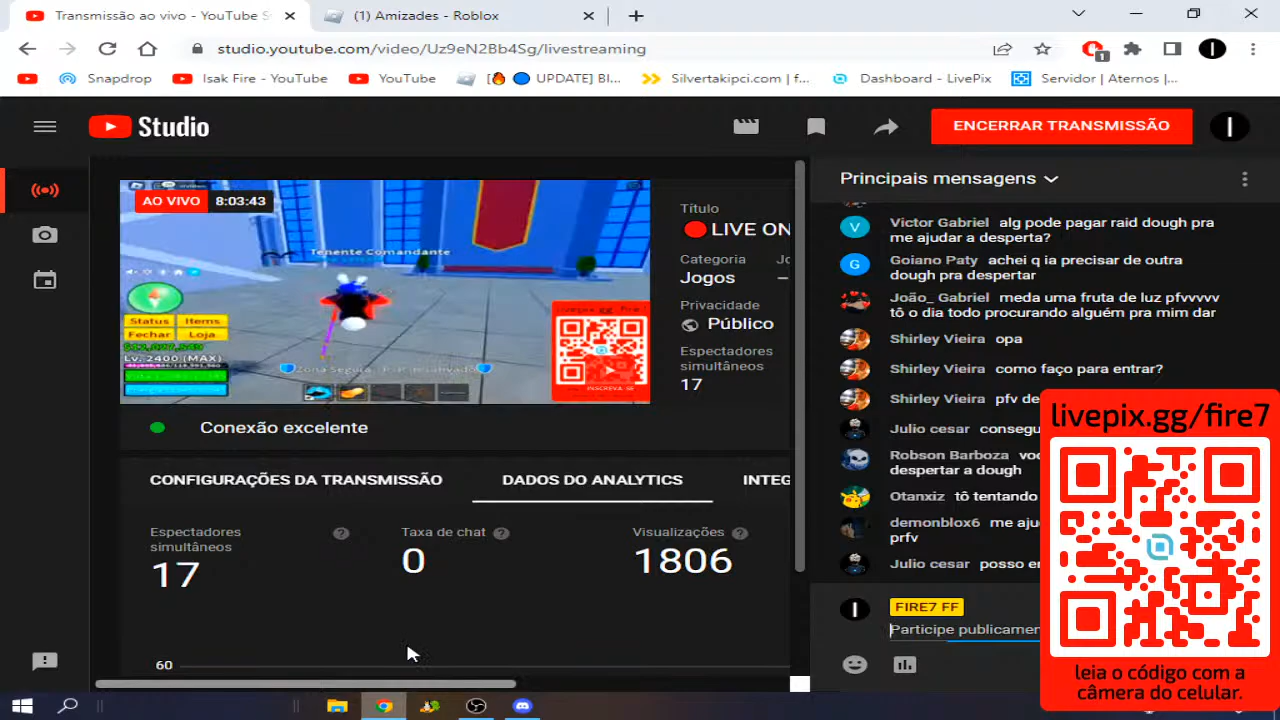 Transmissão ao vivo - YouTube S
(1) Amizades - Roblox
studio.youtube.com/video/Uz9eN2Bb4Sg/livestreaming
1
Snapdrop
Isak Fire - YouTube
YouTube
[🔥 🔵 UPDATE] Bl...
Silvertakipci.com | f...
Dashboard - LivePix
Servidor | Aternos |...
Studio
ENCERRAR TRANSMISSÃO
AO VIVO 8:03:43
Tenente Comandante
Status Items
Fechar Loja
Lv. 2400 (MAX)
livepix.gg/fire7
INSCREVA-SE
Título
LIVE ON
Categoria
Jogos
Privacidade
Público
Espectadores
simultâneos
17
Conexão excelente
CONFIGURAÇÕES DA TRANSMISSÃO
DADOS DO ANALYTICS
INTEG
Espectadores
simultâneos
17
Taxa de chat
0
Visualizações
1806
60
Principais mensagens
Victor Gabriel alg pode pagar raid dough pra
me ajudar a desperta?
Goiano Paty achei q ia precisar de outra
dough pra despertar
João_ Gabriel meda uma fruta de luz pfvvvv
tô o dia todo procurando alguém pra mim dar
Shirley Vieira opa
Shirley Vieira como faço para entrar?
Shirley Vieira pfv de
Julio cesar consegu
Robson Barboza voc
despertar a dough
Otanxiz tô tentando
demonblox6 me aju
prfv
Julio cesar posso en
FIRE7 FF
Participe publicamen
livepix.gg/fire7
leia o código com a
câmera do celular.